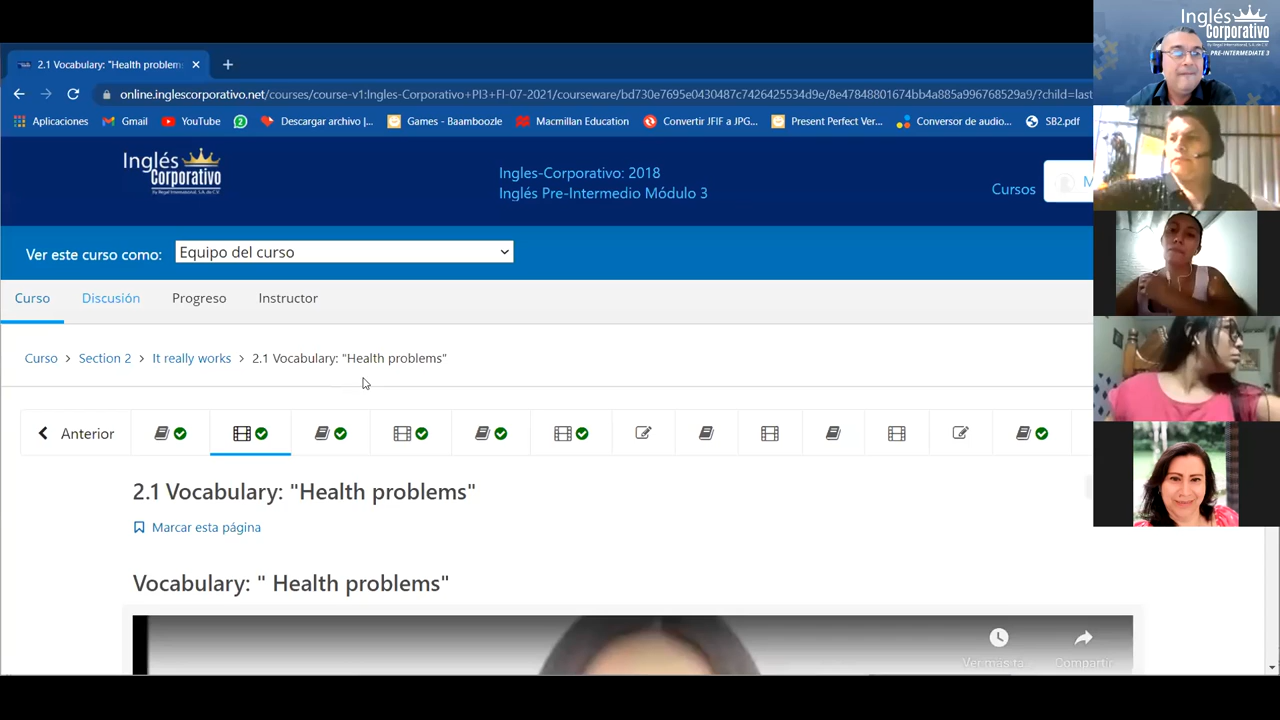 2.1 Vocabulary: "Health problem
online.inglescorporativo.net/courses/course-v1:Ingles-Corporativo+PI3+FI-07-2021/courseware/bd730e7695e0430487c7426425534d9e/8e47848801674bb4a885a996768529a9/?child=last
Aplicaciones Gmail YouTube 2 Descargar archivo |... Games - Baamboozle Macmillan Education Convertir JFIF a JPG... Present Perfect Ver... Conversor de audio... SB2.pdf
Inglés
Corporativo
Ingles-Corporativo: 2018
Inglés Pre-Intermedio Módulo 3
Cursos
M
Ver este curso como: Equipo del curso
Curso Discusión Progreso Instructor
Curso > Section 2 > It really works > 2.1 Vocabulary: "Health problems"
Anterior
2.1 Vocabulary: "Health problems"
Marcar esta página
Vocabulary: " Health problems"
Ver más ta
Compartir
Inglés
Corporativo
PRE-INTERMEDIATE 3